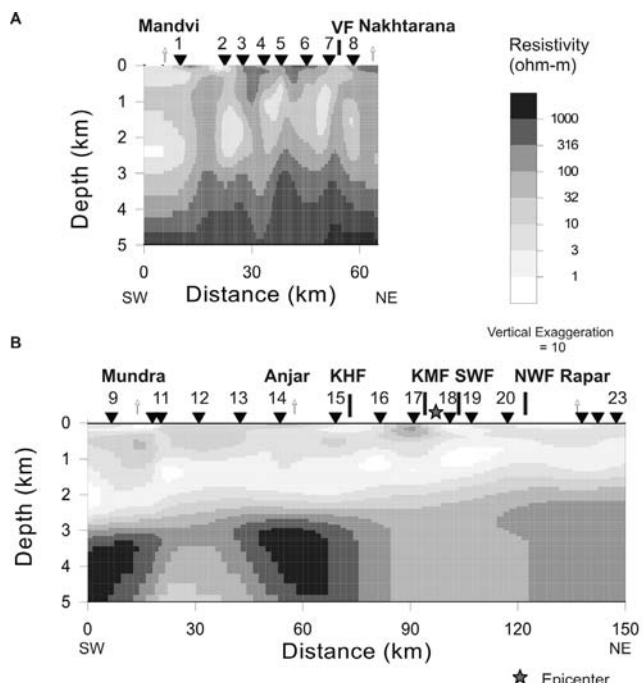 A
Mandvi VF Nakhtarana
1 2 3 4 5 6 7 8
0
1
2
3
4
5
Depth (km)
0 30 60
SW Distance (km) NE
Resistivity
(ohm-m)
1000
316
100
32
10
3
1
Vertical Exaggeration
= 10
B
Mundra Anjar KHF KMF SWF NWF Rapar
9 11 12 13 14 15 16 17 18 19 20 23
0
1
2
3
4
5
Depth (km)
0 30 60 90 120 150
SW Distance (km) NE
Epicenter